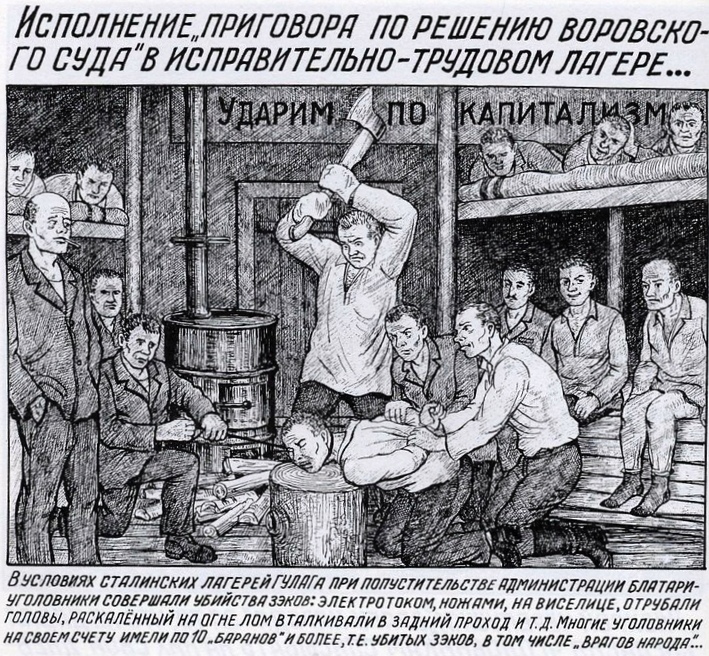 ИСПОЛНЕНИЕ „ПРИГОВОРА ПО РЕШЕНИЮ ВОРОВСКО-
ГО СУДА" В ИСПРАВИТЕЛЬНО-ТРУДОВОМ ЛАГЕРЕ...
УДАРИМ ПО КАПИТАЛИЗМ
В УСЛОВИЯХ СТАЛИНСКИХ ЛАГЕРЕЙ ГУЛАГА ПРИ ПОПУСТИТЕЛЬСТВЕ АДМИНИСТРАЦИИ БЛАТАРИ-
УГОЛОВНИКИ СОВЕРШАЛИ УБИЙСТВА ЗЭКОВ: ЭЛЕКТРОТОКОМ, НОЖАМИ, НА ВИСЕЛИЦЕ, ОТРУБАЛИ
ГОЛОВЫ, РАСКАЛЁННЫЙ НА ОГНЕ ЛОМ ВТАЛКИВАЛИ В ЗАДНИЙ ПРОХОД И Т.Д. МНОГИЕ УГОЛОВНИКИ
НА СВОЕМ СЧЕТУ ИМЕЛИ ПО 10 „БАРАНОВ" И БОЛЕЕ, Т.Е. УБИТЫХ ЗЭКОВ, В ТОМ ЧИСЛЕ „ВРАГОВ НАРОДА"...